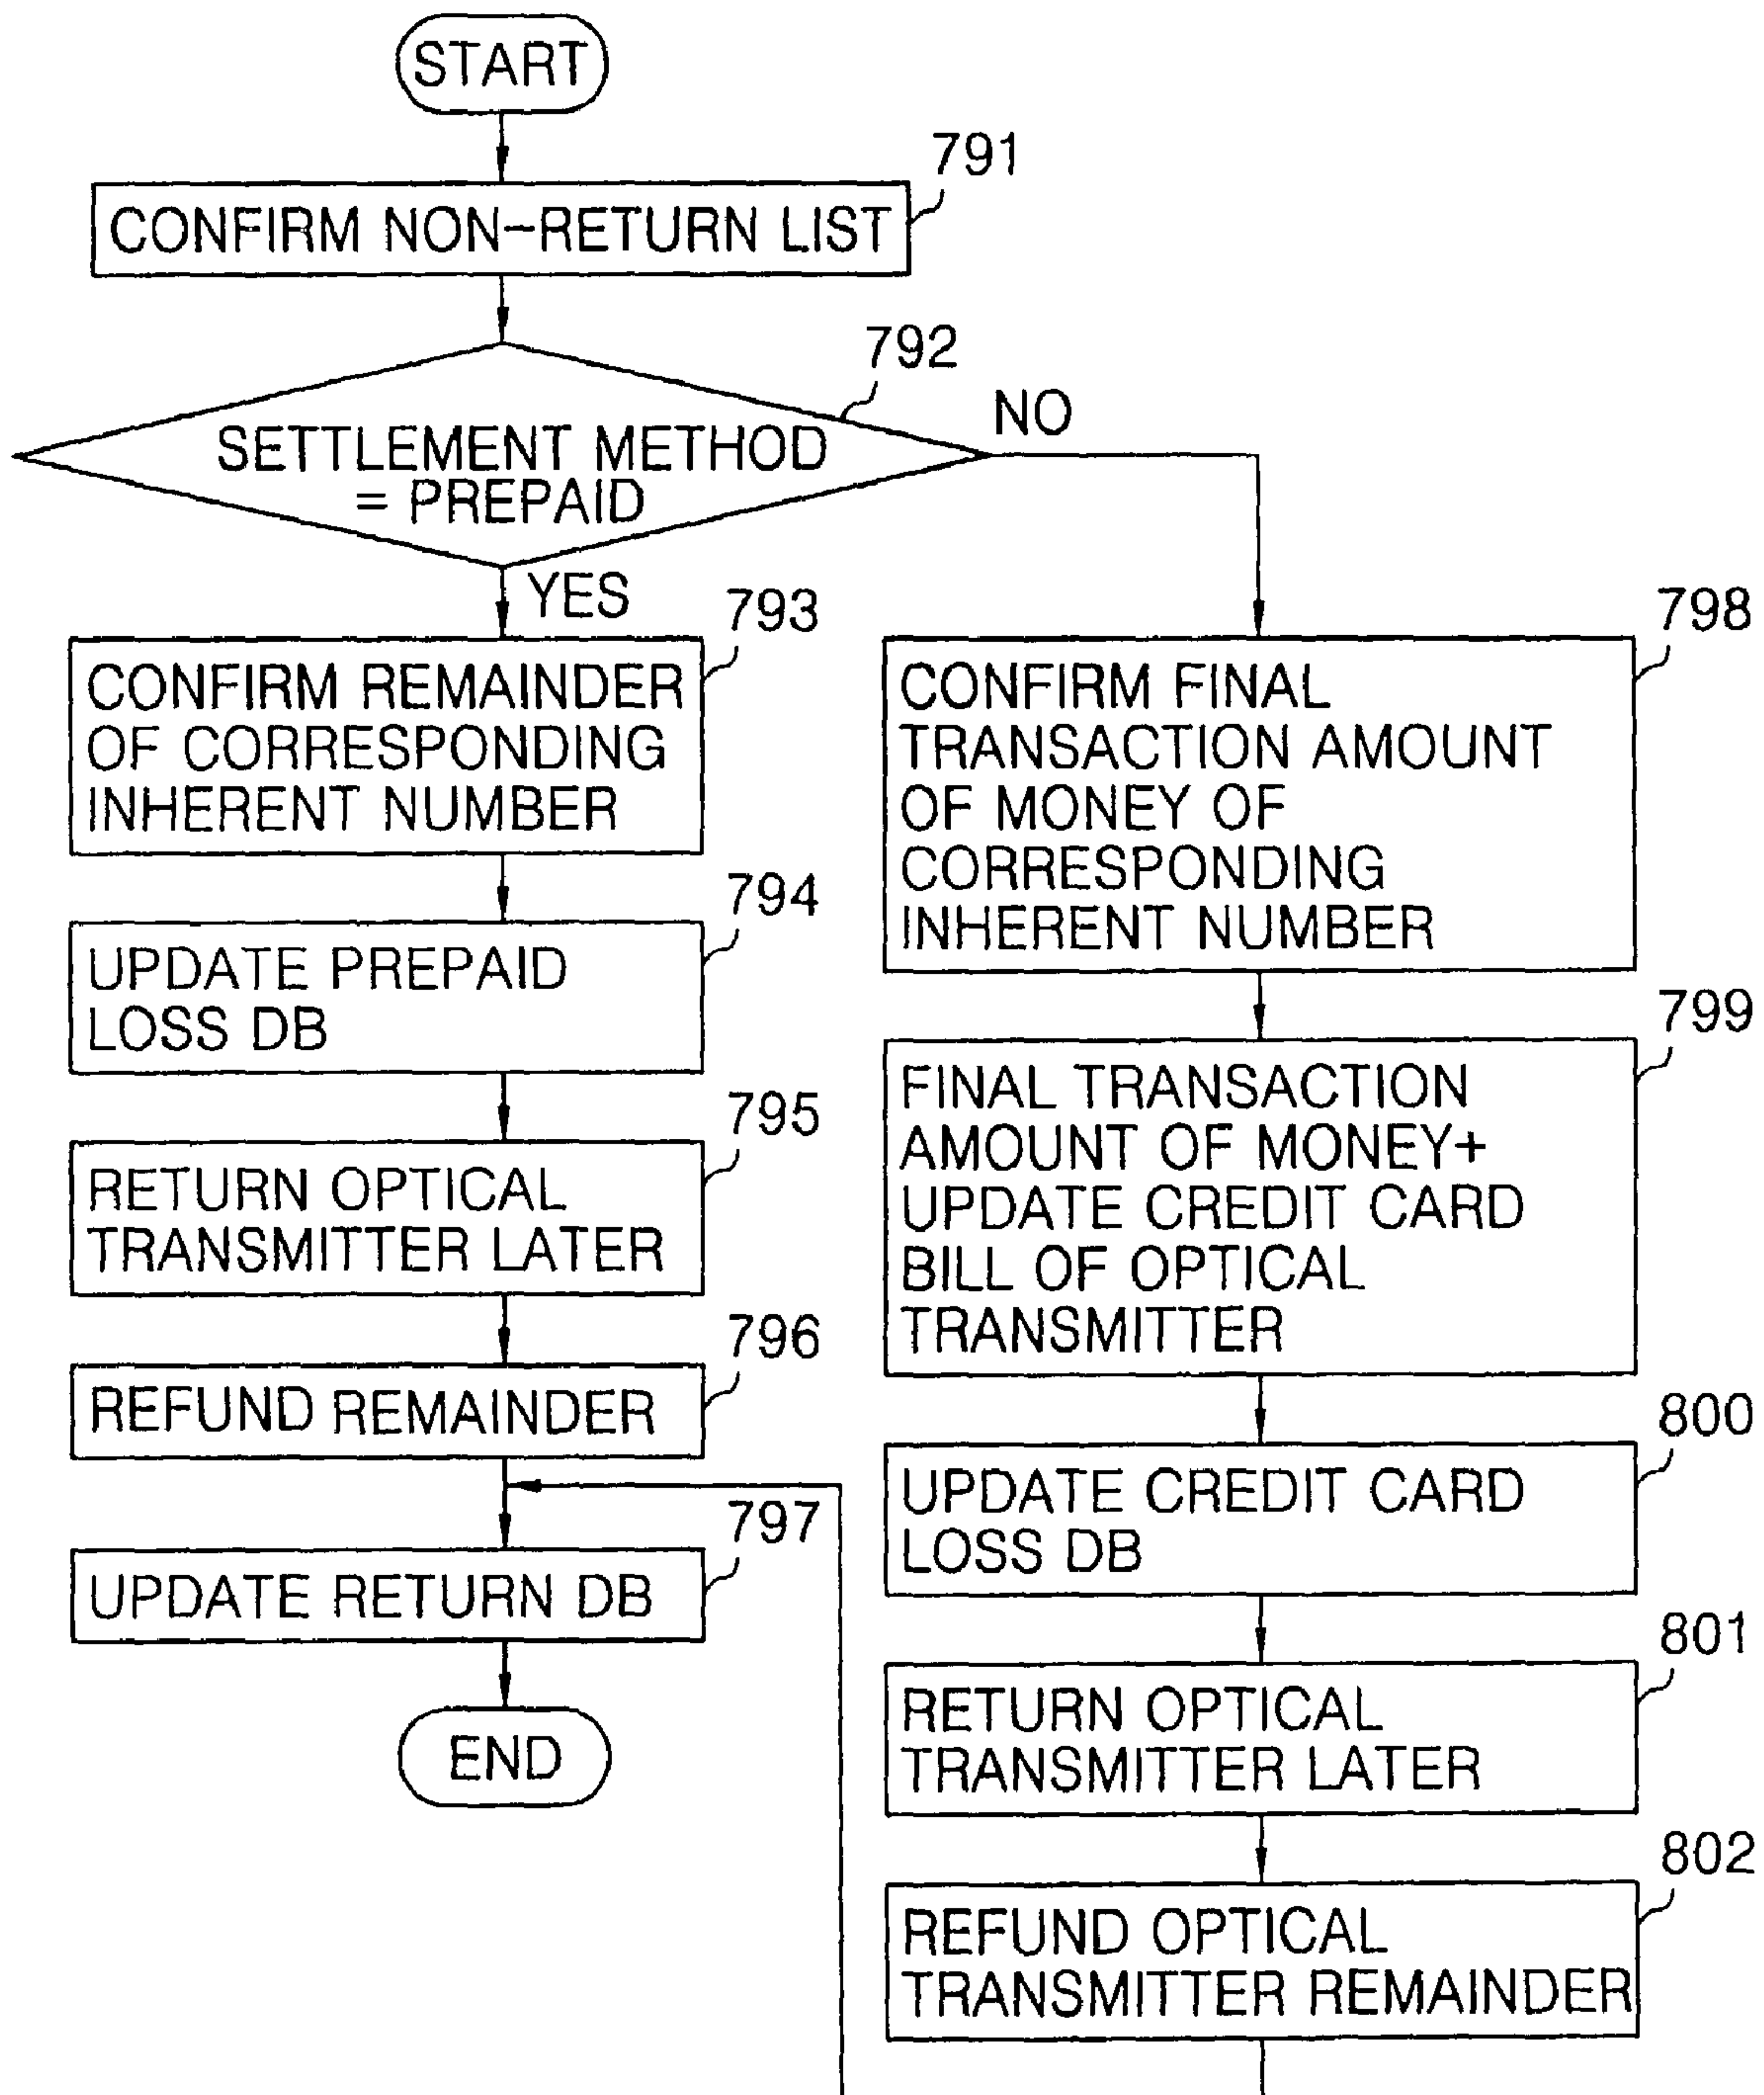 START
791
CONFIRM NON-RETURN LIST
792
SETTLEMENT METHOD
= PREPAID
NO
YES
793
CONFIRM REMAINDER
OF CORRESPONDING
INHERENT NUMBER
794
UPDATE PREPAID
LOSS DB
795
RETURN OPTICAL
TRANSMITTER LATER
796
REFUND REMAINDER
797
UPDATE RETURN DB
END
798
CONFIRM FINAL
TRANSACTION AMOUNT
OF MONEY OF
CORRESPONDING
INHERENT NUMBER
799
FINAL TRANSACTION
AMOUNT OF MONEY+
UPDATE CREDIT CARD
BILL OF OPTICAL
TRANSMITTER
800
UPDATE CREDIT CARD
LOSS DB
801
RETURN OPTICAL
TRANSMITTER LATER
802
REFUND OPTICAL
TRANSMITTER REMAINDER